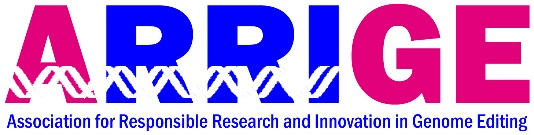 ARRIGE
Association for Responsible Research and Innovation in Genome Editing